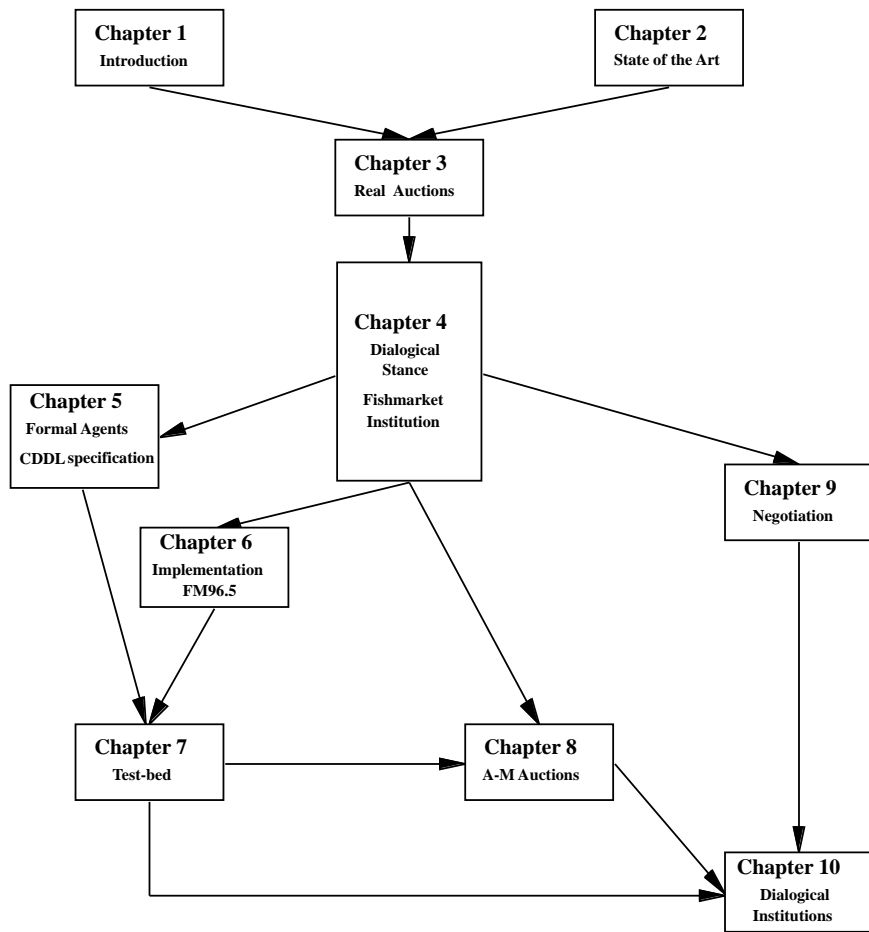 Chapter 1
Introduction
Chapter 2
State of the Art
Chapter 3
Real Auctions
Chapter 4
Dialogical
Stance
Fishmarket
Institution
Chapter 5
Formal Agents
CDDL specification
Chapter 9
Negotiation
Chapter 6
Implementation
FM96.5
Chapter 7
Test-bed
Chapter 8
A-M Auctions
Chapter 10
Dialogical
Institutions